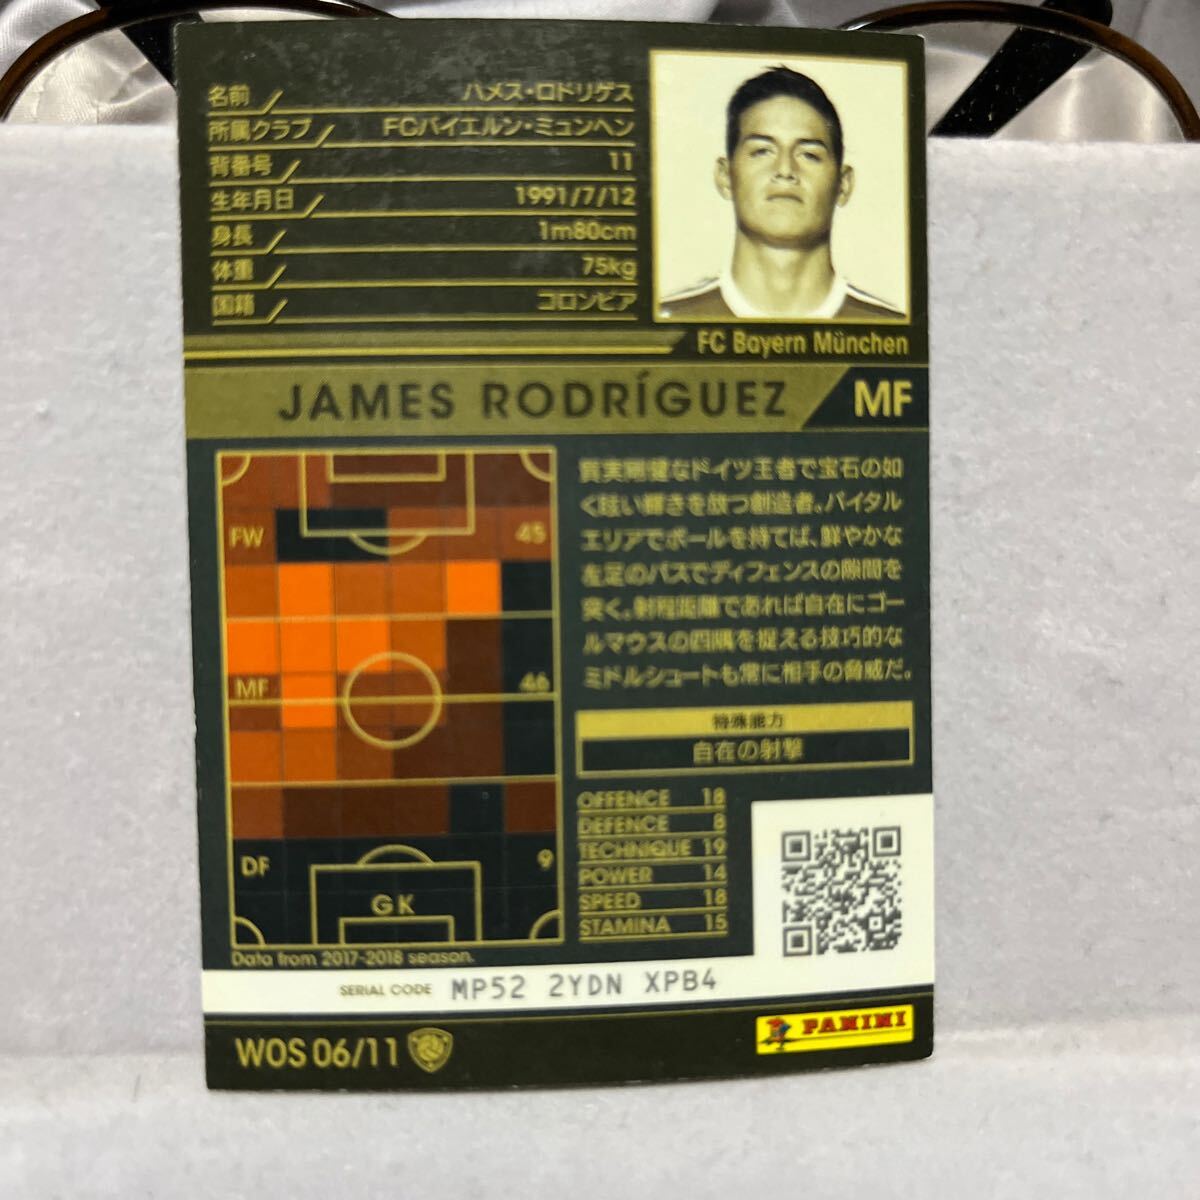 名前 ハメス・ロドリゲス
所属クラブ FCバイエルン・ミュンヘン
背番号 11
生年月日 1991/7/12
身長 1m80cm
体重 75kg
国籍 コロンビア
FC Bayern München
JAMES RODRÍGUEZ MF
FW 45
MF 46
DF 9
GK
Data from 2017-2018 season.
質実剛健なドイツ王者で宝石の如
く眩い輝きを放つ創造者。バイタル
エリアでボールを持てば、鮮やかな
左足のパスでディフェンスの隙間を
突く。射程距離であれば自在にゴー
ルマウスの四隅を捉える技巧的な
ミドルシュートも常に相手の脅威だ。
特殊能力
自在の射撃
OFFENCE 18
DEFENCE 8
TECHNIQUE 19
POWER 14
SPEED 18
STAMINA 15
SERIAL CODE MP52 2YDN XPB4
WOS 06/11
PANINI